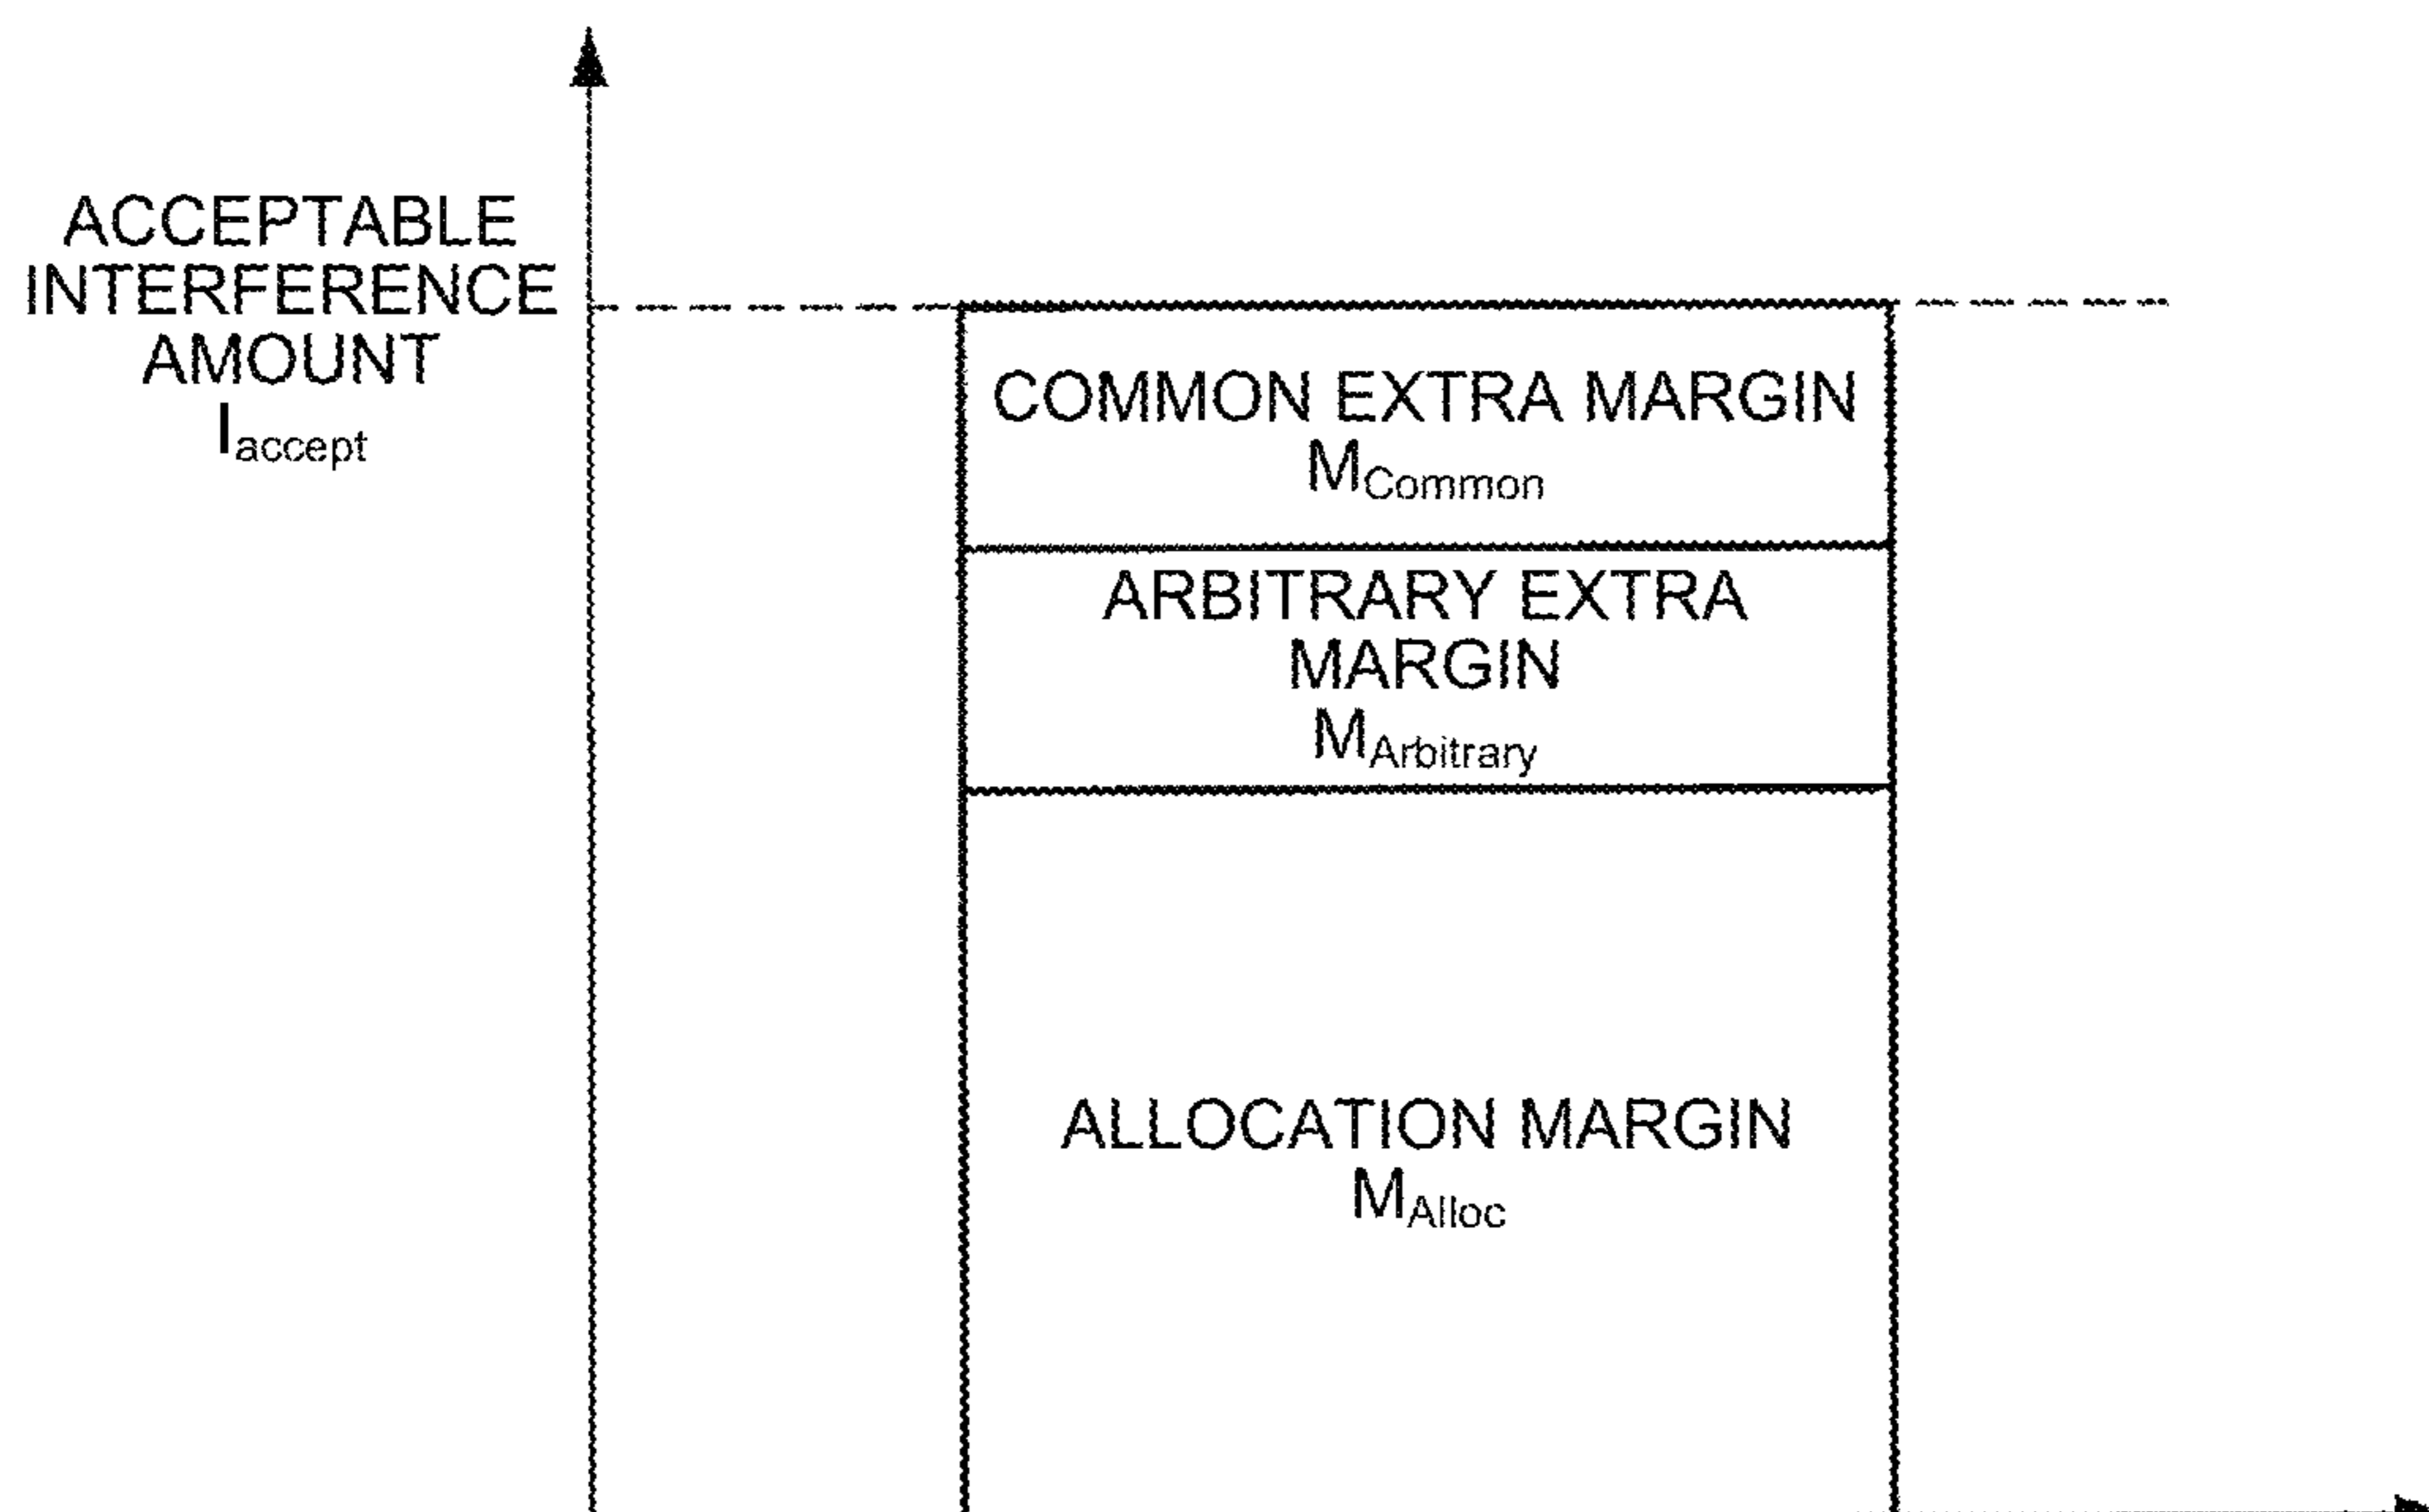 ACCEPTABLE
INTERFERENCE
AMOUNT
Iaccept
COMMON EXTRA MARGIN
MCommon
ARBITRARY EXTRA
MARGIN
MArbitrary
ALLOCATION MARGIN
MAlloc